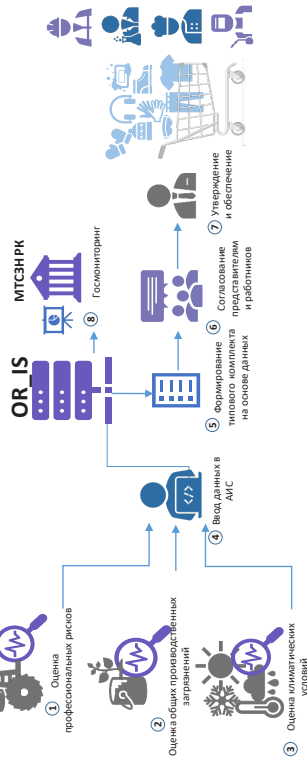 1 Оценка
профессиональных рисков
2
Оценка общих производственных
загрязнений
3 Оценка климатических
условий
4 Ввод данных в
АИС
OR_IS
МТСЗН РК
8 Госмониторинг
5 Формирование
типового комплекта
на основе данных
6 Согласование
представителям
и работников
7 Утверждение
и обеспечение